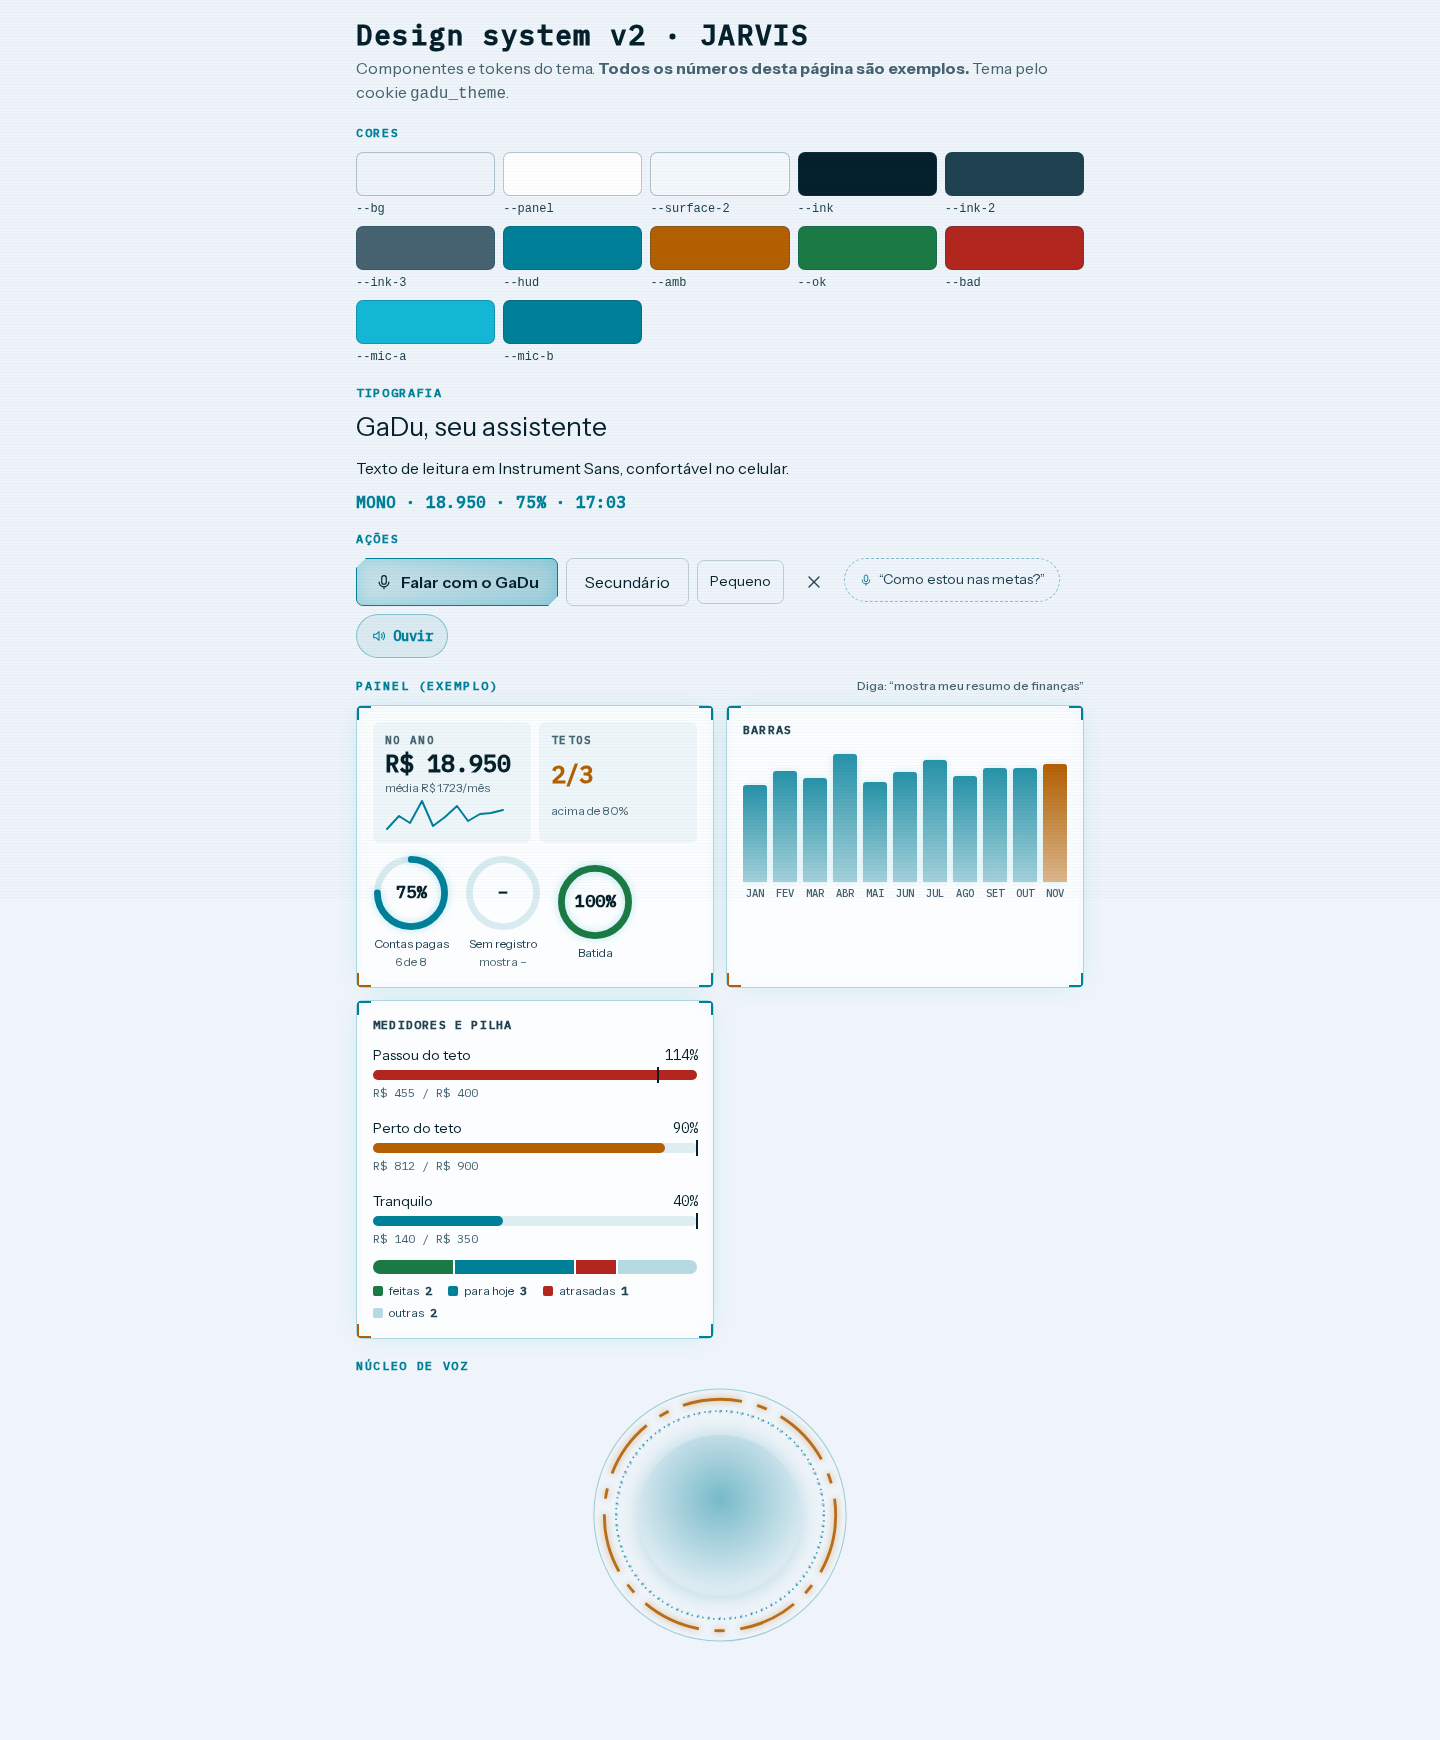 Design system v2 · JARVIS
Componentes e tokens do tema. Todos os números desta página são exemplos. Tema pelo
cookie gadu_theme.
CORES
--bg
--panel
--surface-2
--ink
--ink-2
--ink-3
--hud
--amb
--ok
--bad
--mic-a
--mic-b
TIPOGRAFIA
GaDu, seu assistente
Texto de leitura em Instrument Sans, confortável no celular.
MONO · 18.950 · 75% · 17:03
AÇÕES
Falar com o GaDu
Secundário
Pequeno
“Como estou nas metas?”
Ouvir
PAINEL (EXEMPLO)
Diga: “mostra meu resumo de finanças”
NO ANO
R$ 18.950
média R$ 1.723/mês
TETOS
2/3
acima de 80%
75%
Contas pagas
6 de 8
–
Sem registro
mostra –
100%
Batida
BARRAS
JAN FEV MAR ABR MAI JUN JUL AGO SET OUT NOV
MEDIDORES E PILHA
Passou do teto 114%
R$ 455 / R$ 400
Perto do teto 90%
R$ 812 / R$ 900
Tranquilo 40%
R$ 140 / R$ 350
feitas 2 para hoje 3 atrasadas 1
outras 2
NÚCLEO DE VOZ